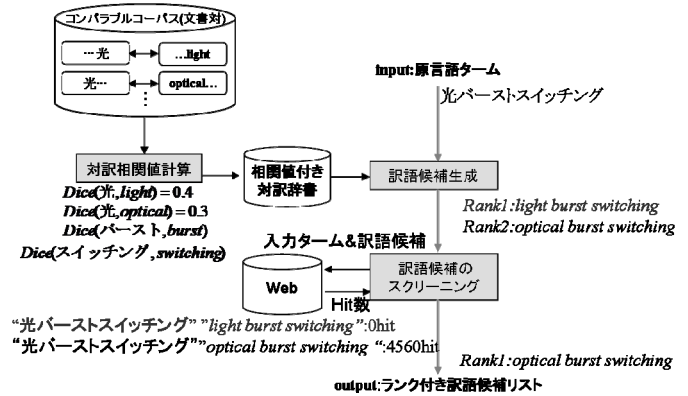 コンパラブルコーパス(文書対)
…光
…light
光…
optical…
input:原言語ターム
光バーストスイッチング
対訳相関値計算
相関値付き
対訳辞書
訳語候補生成
Dice(光,light) = 0.4
Dice(光,optical) = 0.3
Dice(バースト,burst)
Dice(スイッチング,switching)
Rank1:light burst switching
Rank2:optical burst switching
入力ターム&訳語候補
Web
Hit数
訳語候補の
スクリーニング
“光バーストスイッチング” ”light burst switching“:0hit
“光バーストスイッチング””optical burst switching “:4560hit
Rank1:optical burst switching
output:ランク付き訳語候補リスト